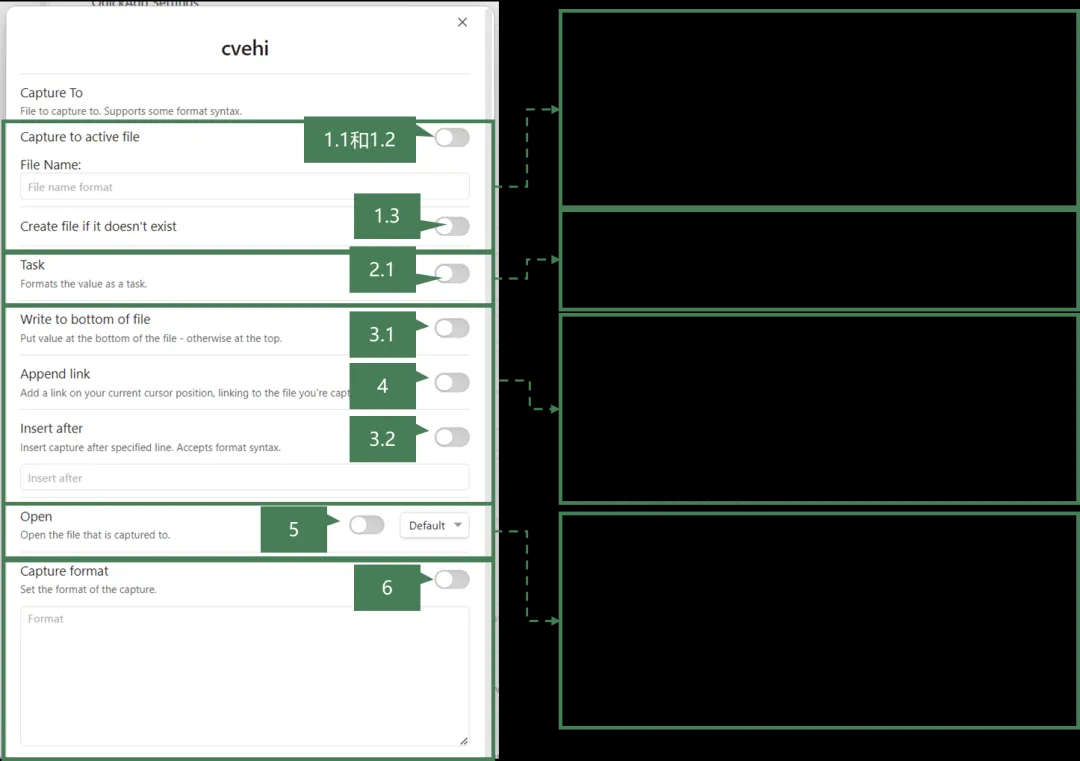 QuickAdd Settings
cvehi
Capture To
File to capture to. Supports some format syntax.
Capture to active file
1.1和1.2
File Name:
File name format
Create file if it doesn't exist
1.3
Task
Formats the value as a task.
2.1
Write to bottom of file
Put value at the bottom of the file - otherwise at the top.
3.1
Append link
Add a link on your current cursor position, linking to the file you're capt
4
Insert after
Insert capture after specified line. Accepts format syntax.
3.2
Insert after
Open
Open the file that is captured to.
5
Default
Capture format
Set the format of the capture.
6
Format